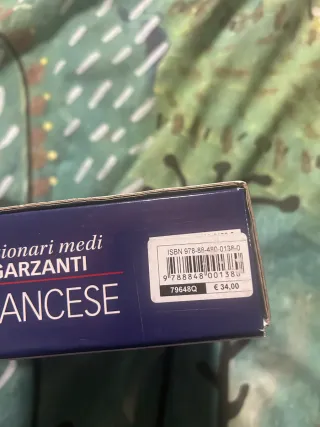 ionari medi
GARZANTI
ANCESE
ISBN 978-88-480-0138-0
9 788848 001380
79648Q
€ 34,00